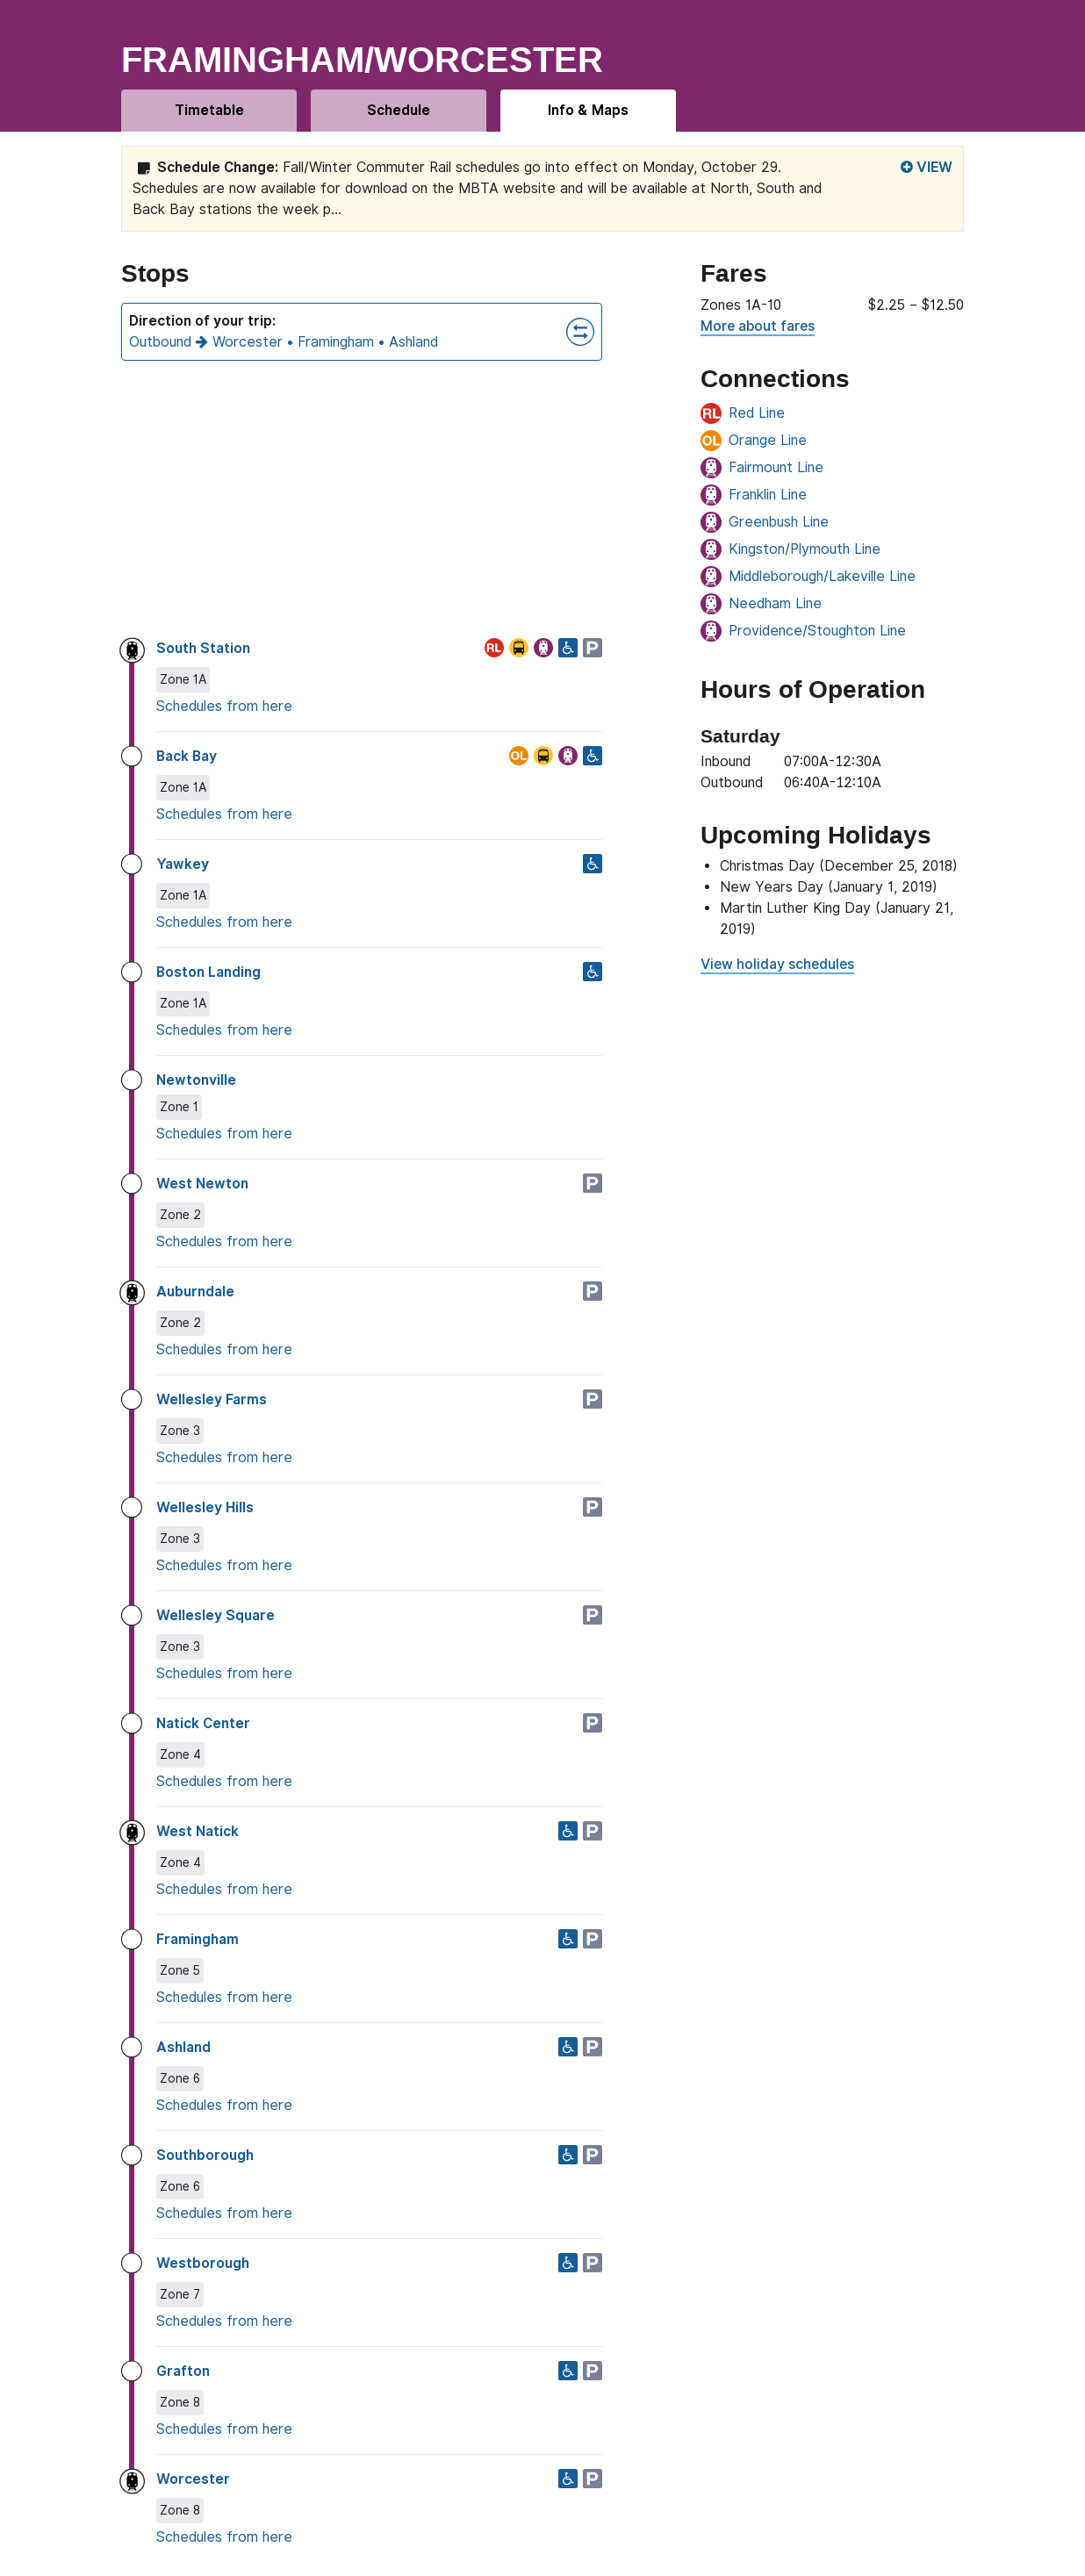 FRAMINGHAM/WORCESTER
Timetable
Schedule
Info & Maps
Schedule Change: Fall/Winter Commuter Rail schedules go into effect on Monday, October 29.
Schedules are now available for download on the MBTA website and will be available at North, South and
Back Bay stations the week p...
VIEW
Stops
Direction of your trip:
Outbound → Worcester • Framingham • Ashland
South Station
RL
P
Zone 1A
Schedules from here
Back Bay
OL
Zone 1A
Schedules from here
Yawkey
Zone 1A
Schedules from here
Boston Landing
Zone 1A
Schedules from here
Newtonville
Zone 1
Schedules from here
West Newton
P
Zone 2
Schedules from here
Auburndale
P
Zone 2
Schedules from here
Wellesley Farms
P
Zone 3
Schedules from here
Wellesley Hills
P
Zone 3
Schedules from here
Wellesley Square
P
Zone 3
Schedules from here
Natick Center
P
Zone 4
Schedules from here
West Natick
P
Zone 4
Schedules from here
Framingham
P
Zone 5
Schedules from here
Ashland
P
Zone 6
Schedules from here
Southborough
P
Zone 6
Schedules from here
Westborough
P
Zone 7
Schedules from here
Grafton
P
Zone 8
Schedules from here
Worcester
P
Zone 8
Schedules from here
Fares
Zones 1A-10 $2.25 – $12.50
More about fares
Connections
RL Red Line
OL Orange Line
Fairmount Line
Franklin Line
Greenbush Line
Kingston/Plymouth Line
Middleborough/Lakeville Line
Needham Line
Providence/Stoughton Line
Hours of Operation
Saturday
Inbound 07:00A-12:30A
Outbound 06:40A-12:10A
Upcoming Holidays
• Christmas Day (December 25, 2018)
• New Years Day (January 1, 2019)
• Martin Luther King Day (January 21,
2019)
View holiday schedules